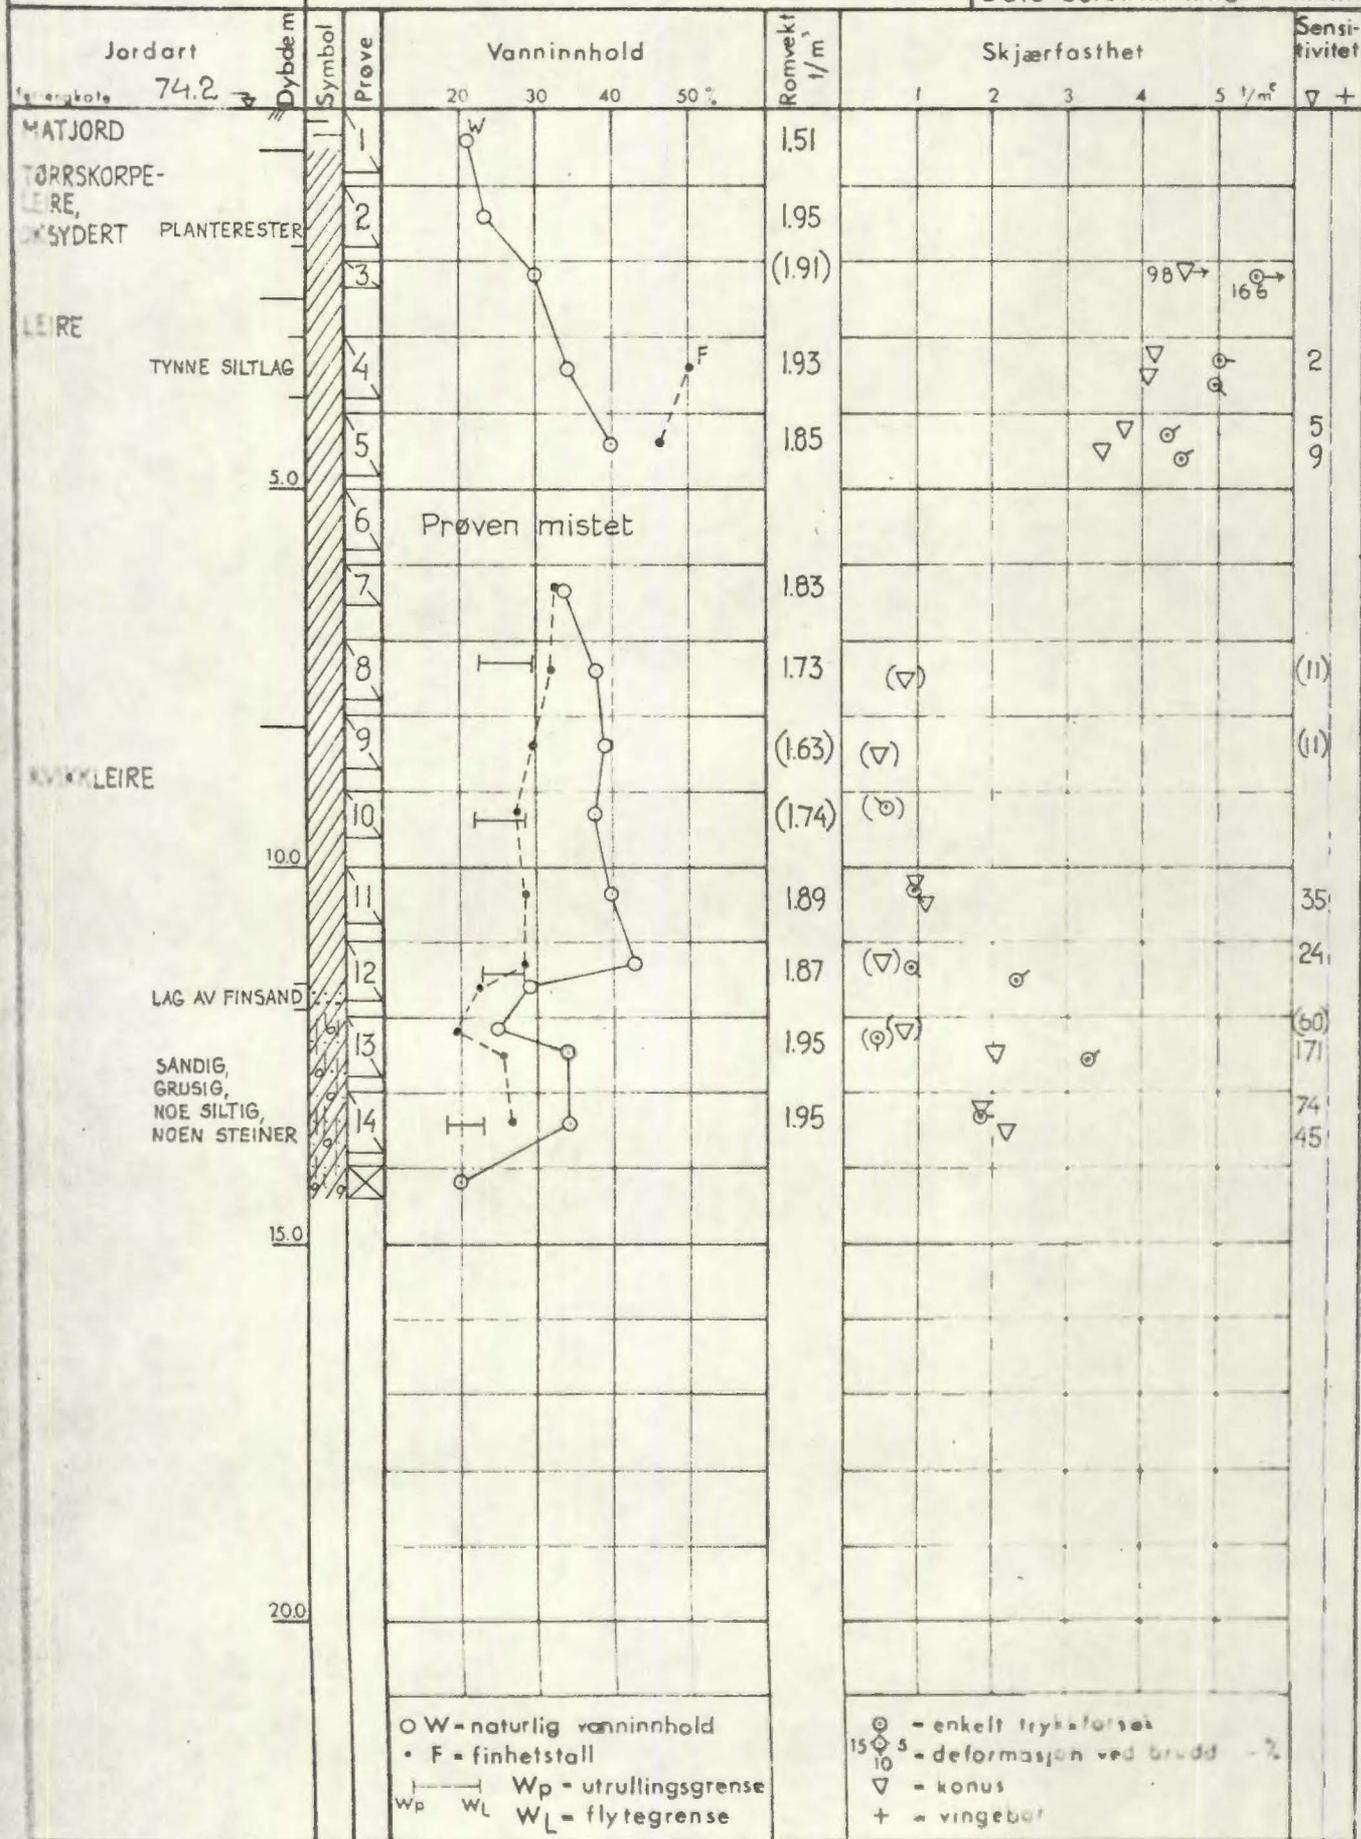 Jordart
74.2
Dybde m
Symbol
Prøve
Vanninnhold
20 30 40 50 %
Romvekt t/m³
Skjærfasthet
1 2 3 4 5 t/m²
Sensi-
tivitet
▽ +
MATJORD
W
1
1.51
TØRRSKORPE-
LEIRE,
OKSYDERT PLANTERESTER
2
1.95
3
(1.91)
98
166
LEIRE
TYNNE SILTLAG
4
F
1.93
2
5
1.85
5
9
5.0
6
Prøven mistet
7
1.83
8
1.73
(11)
9
(1.63)
(11)
KVIKKLEIRE
10
(1.74)
10.0
11
1.89
35
12
1.87
24
LAG AV FINSAND
13
1.95
(60)
171
SANDIG,
GRUSIG,
NOE SILTIG,
NOEN STEINER
14
1.95
74
45
15.0
20.0
W = naturlig vanninnhold
F = finhetstall
Wp = utrullingsgrense
Wp WL WL = flytegrense
= enkelt trykkforsøk
15 5
10 = deformasjon ved brudd - %
▽ = konus
+ = vingebor